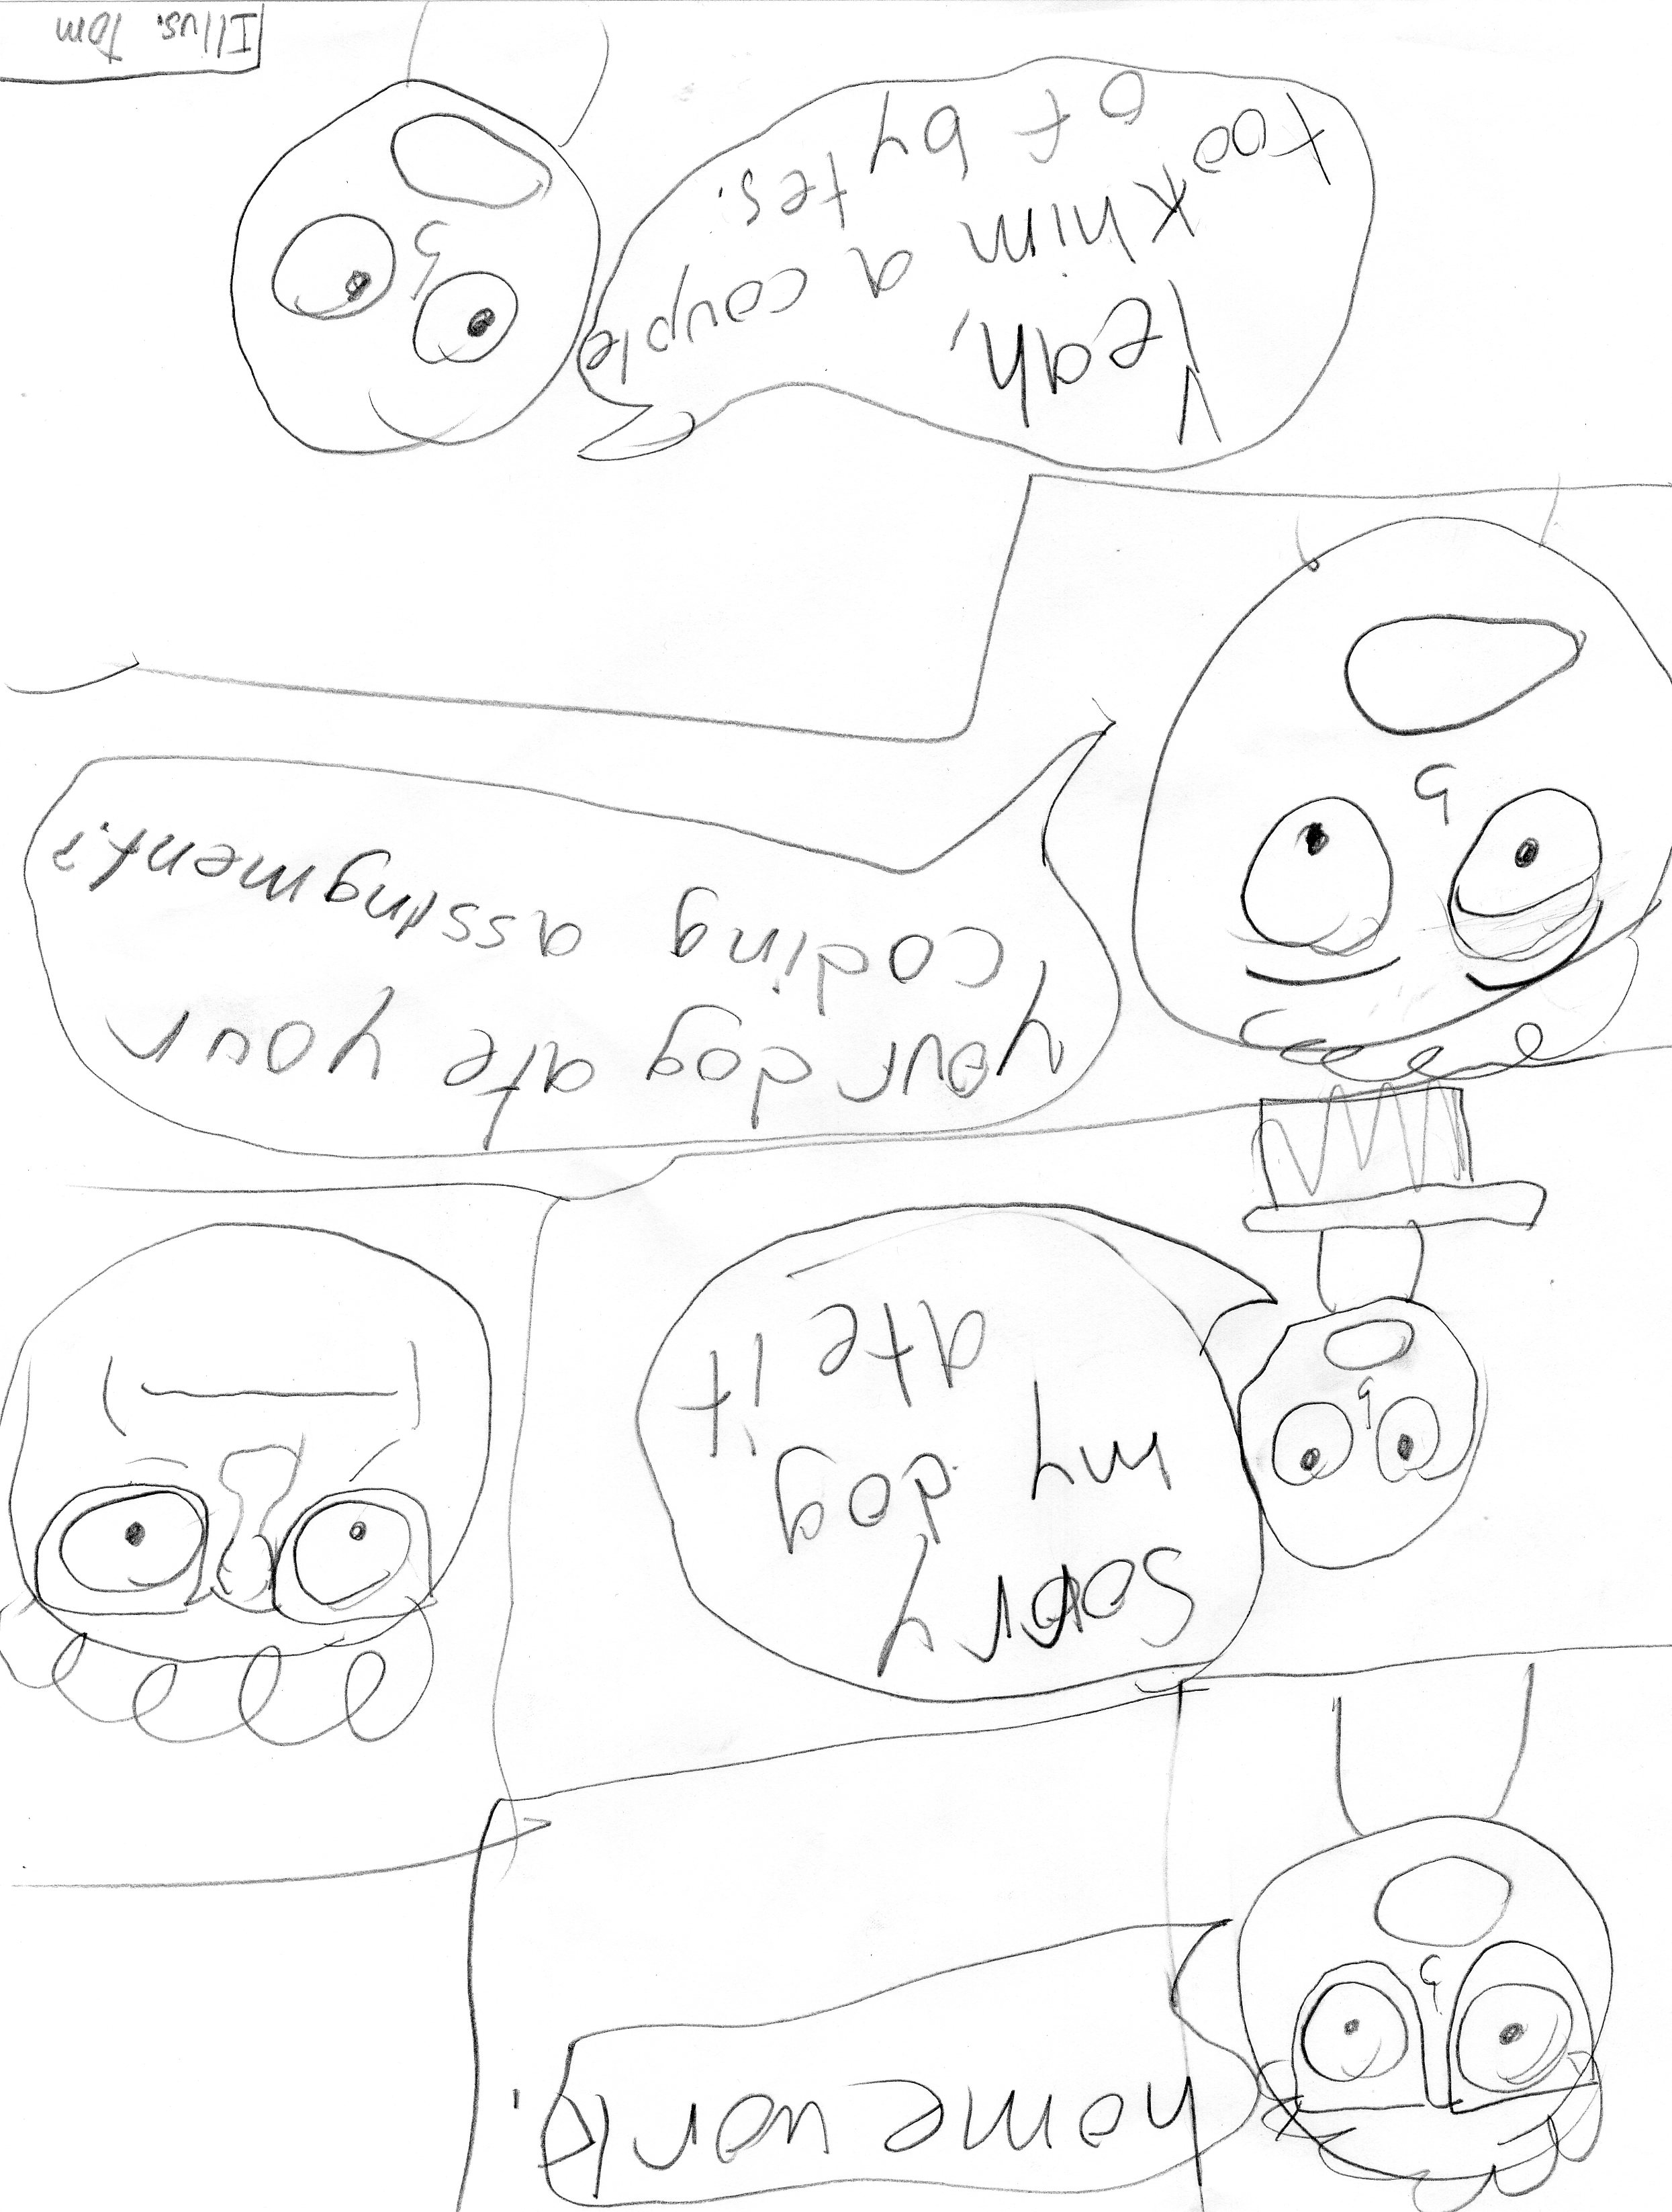 home work.
Sorry
my dog
ate it
your dog ate your
coding assingment?
Yeah,
took him a couple
of bytes.
Illus. Tom